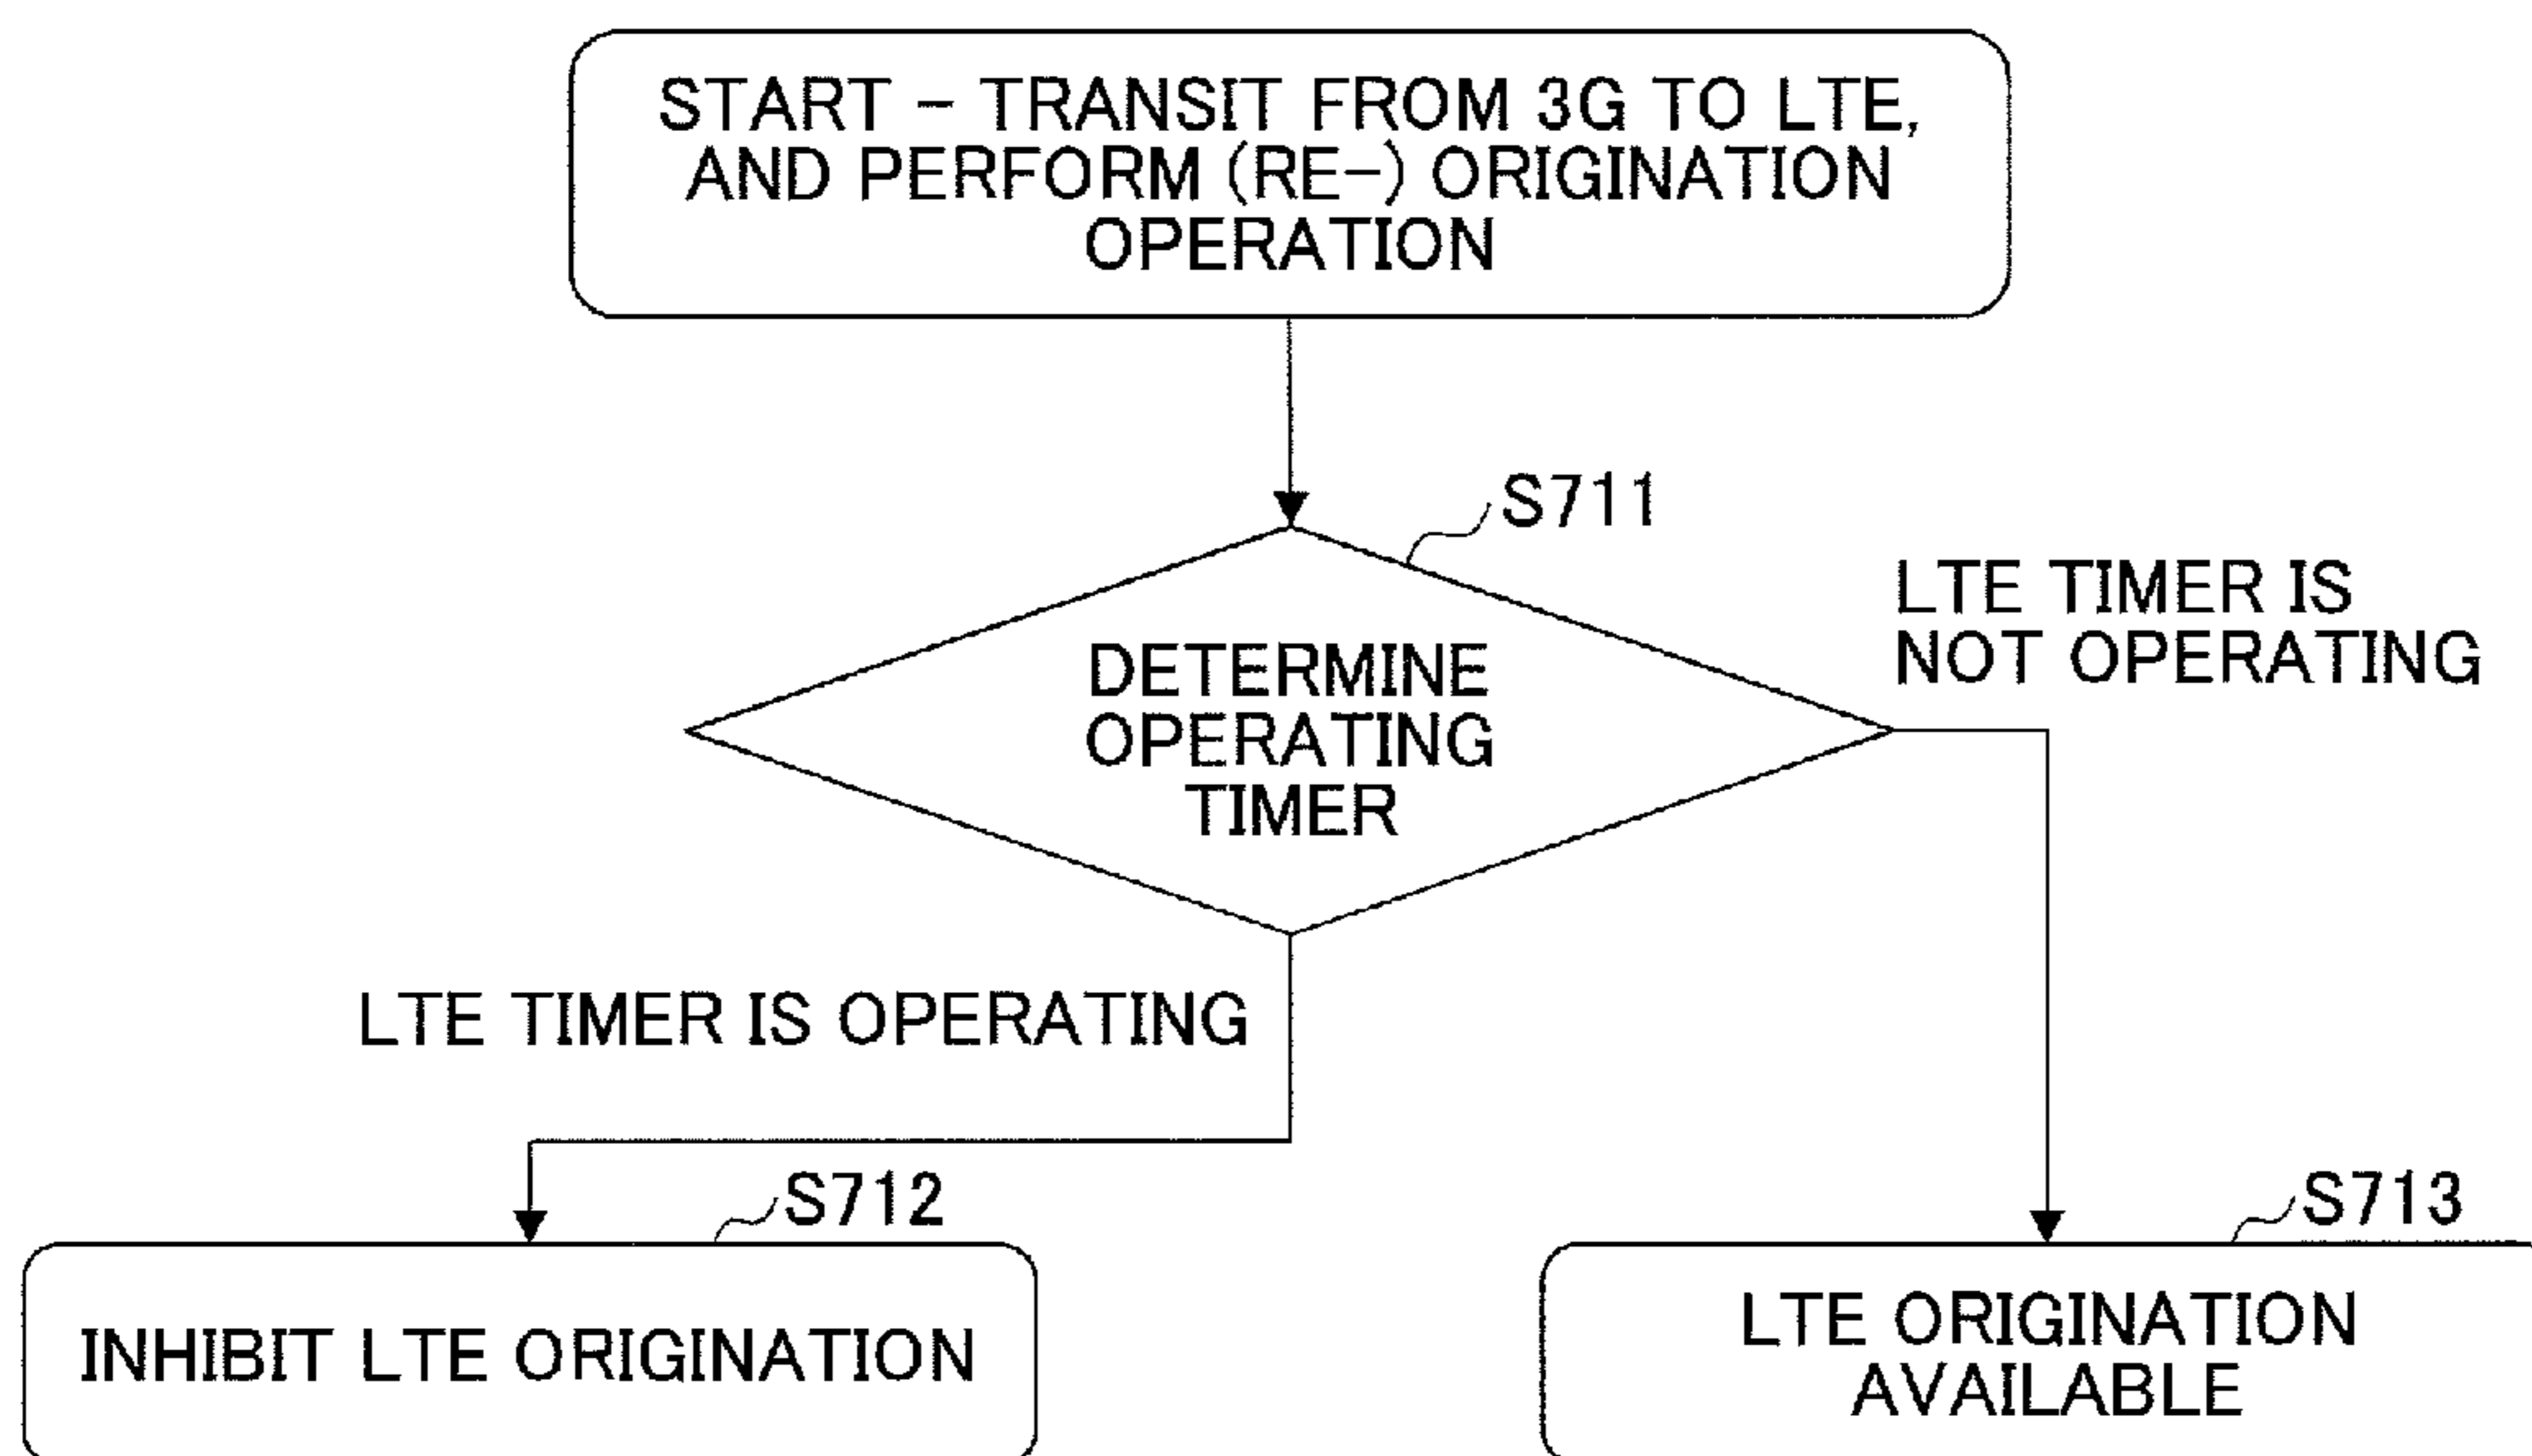 START – TRANSIT FROM 3G TO LTE,
AND PERFORM (RE-) ORIGINATION
OPERATION
S711
LTE TIMER IS
NOT OPERATING
DETERMINE
OPERATING
TIMER
LTE TIMER IS OPERATING
S712
S713
INHIBIT LTE ORIGINATION
LTE ORIGINATION
AVAILABLE